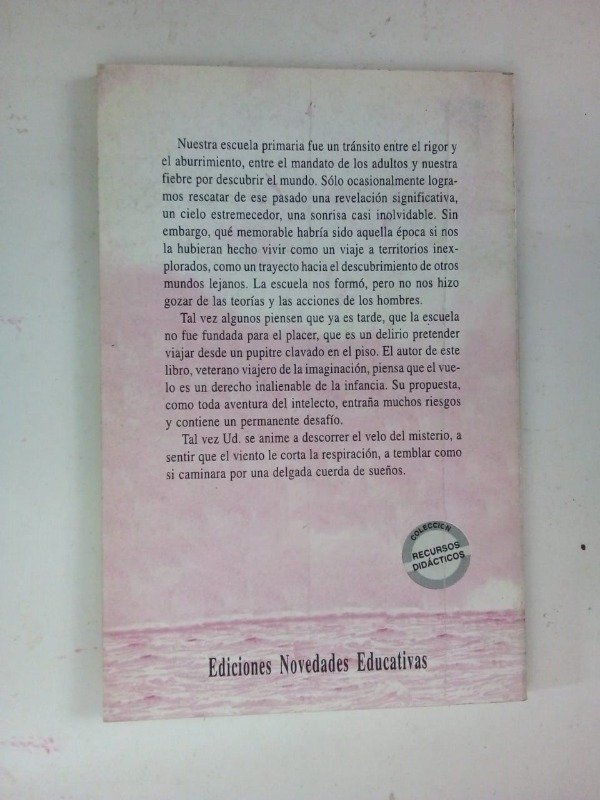 Nuestra escuela primaria fue un tránsito entre el rigor y
el aburrimiento, entre el mandato de los adultos y nuestra
fiebre por descubrir el mundo. Sólo ocasionalmente logra-
mos rescatar de ese pasado una revelación significativa,
un cielo estremecedor, una sonrisa casi inolvidable. Sin
embargo, qué memorable habría sido aquella época si nos
la hubieran hecho vivir como un viaje a territorios inex-
plorados, como un trayecto hacia el descubrimiento de otros
mundos lejanos. La escuela nos formó, pero no nos hizo
gozar de las teorías y las acciones de los hombres.
Tal vez algunos piensen que ya es tarde, que la escuela
no fue fundada para el placer, que es un delirio pretender
viajar desde un pupitre clavado en el piso. El autor de este
libro, veterano viajero de la imaginación, piensa que el vue-
lo es un derecho inalienable de la infancia. Su propuesta,
como toda aventura del intelecto, entraña muchos riesgos
y contiene un permanente desafío.
Tal vez Ud. se anime a descorrer el velo del misterio, a
sentir que el viento le corta la respiración, a temblar como
si caminara por una delgada cuerda de sueños.
COLECCION
RECURSOS
DIDÁCTICOS
Ediciones Novedades Educativas